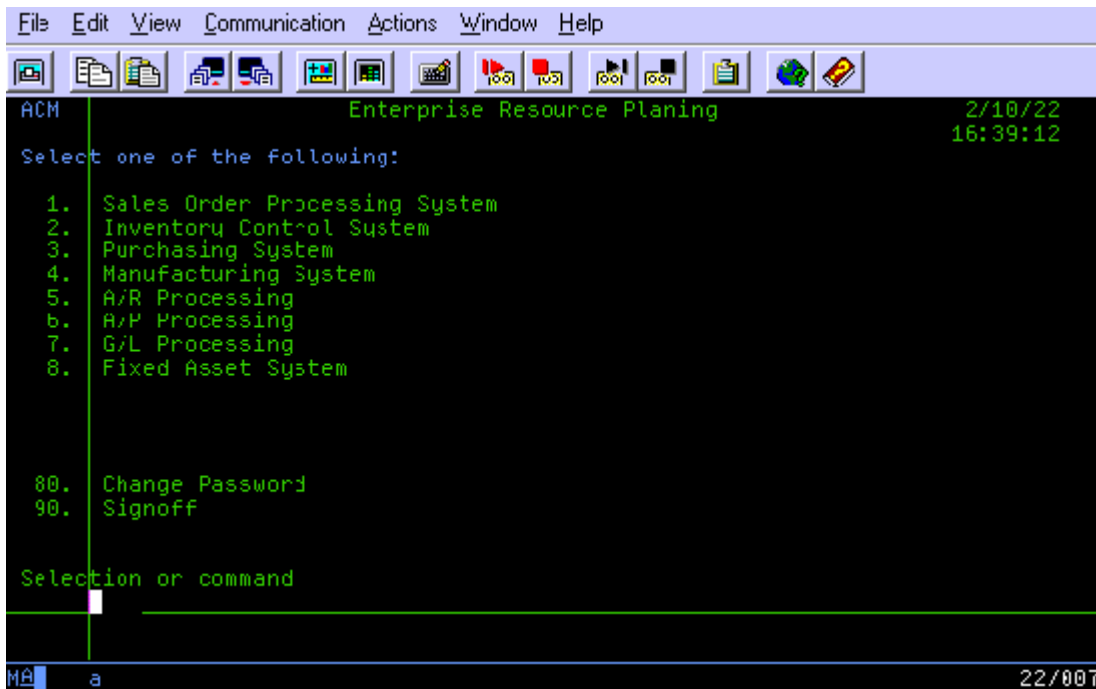 File Edit View Communication Actions Window Help
ACM Enterprise Resource Planing 2/10/22
16:39:12
Select one of the following:
1. Sales Order Processing System
2. Inventory Control System
3. Purchasing System
4. Manufacturing System
5. A/R Processing
6. A/P Processing
7. G/L Processing
8. Fixed Asset System
80. Change Password
90. Signoff
Selection or command
MA a 22/007